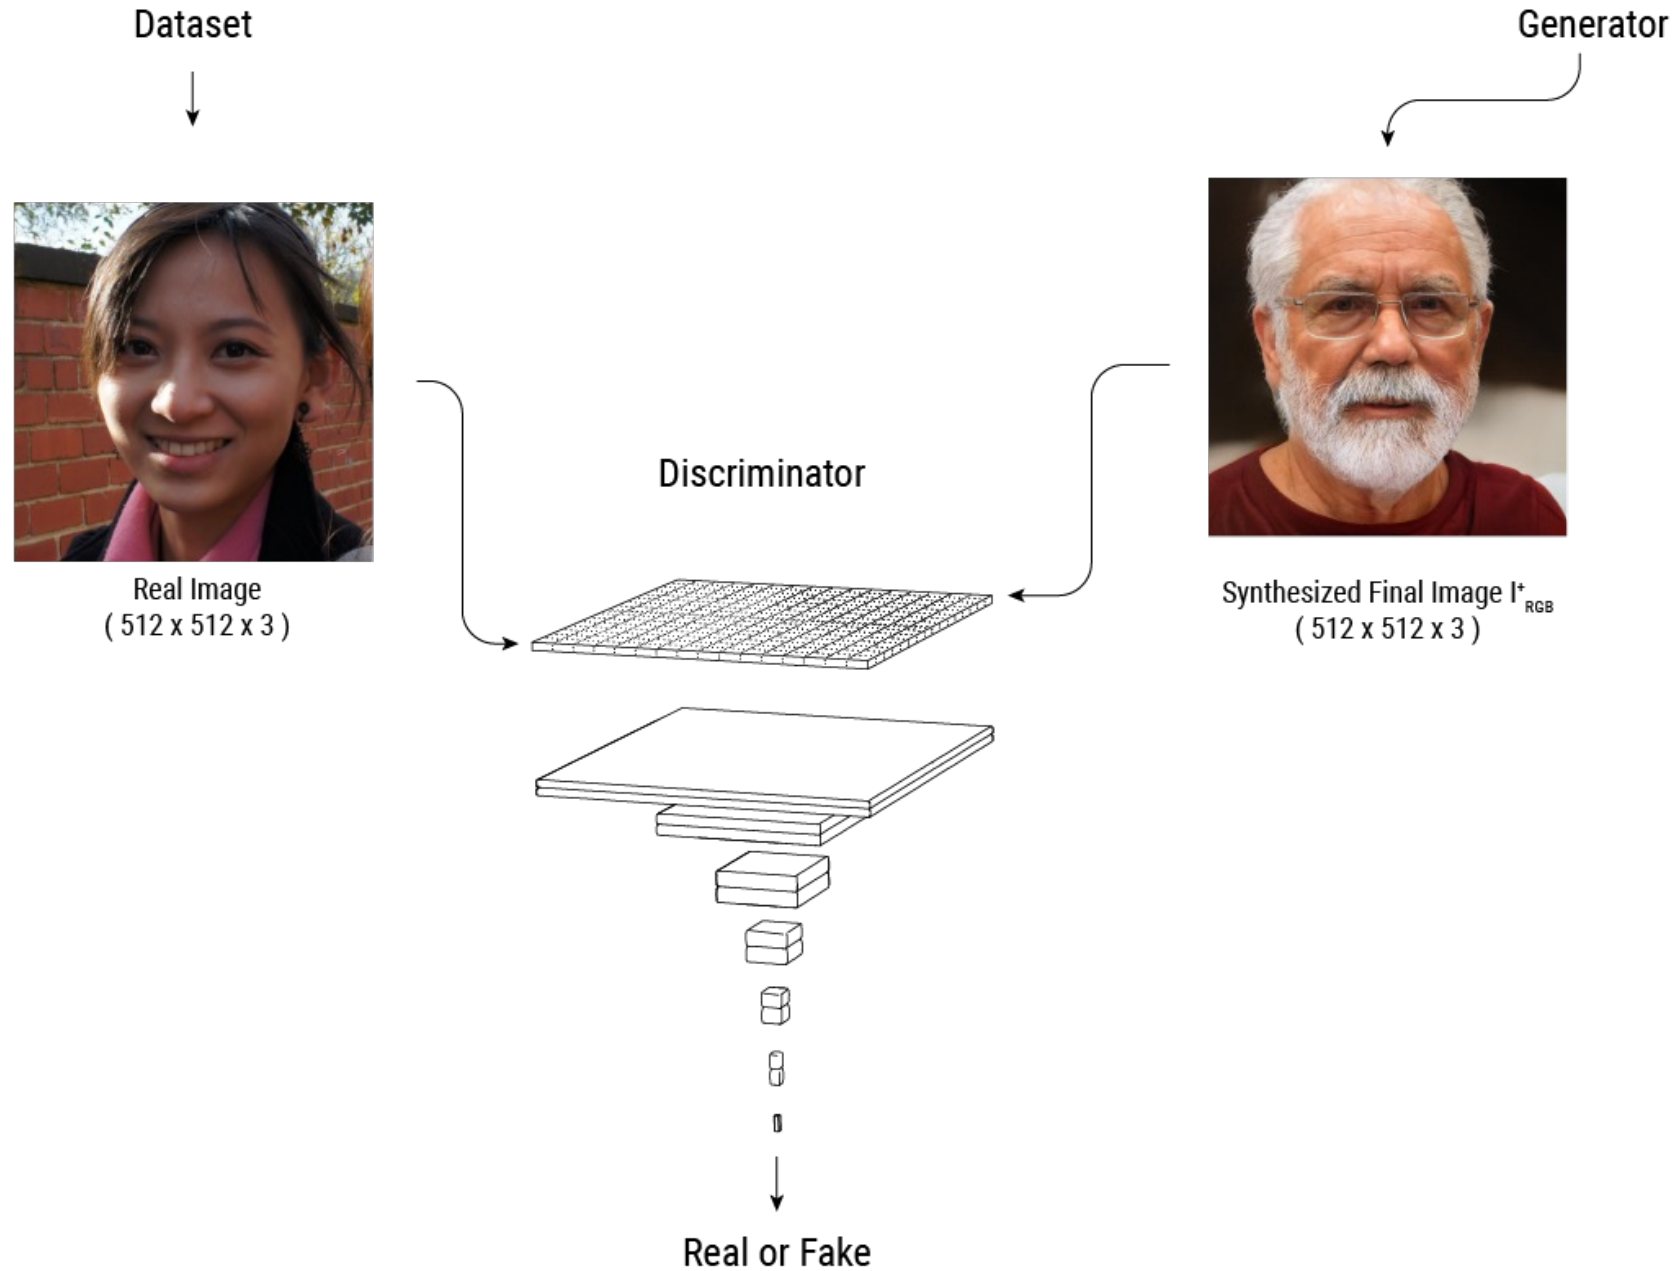 Dataset
Generator
Discriminator
Real Image
( 512 x 512 x 3 )
Synthesized Final Image I⁺RGB
( 512 x 512 x 3 )
Real or Fake